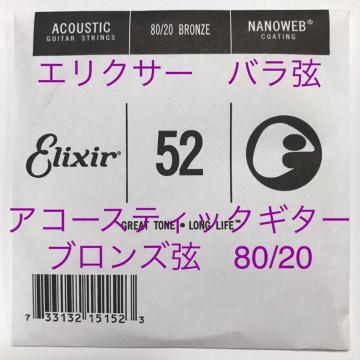 ACOUSTIC
GUITAR STRINGS
80/20 BRONZE
NANOWEB®
COATING
エリクサー　バラ弦
Elixir®
52
GREAT TONE • LONG LIFE™
アコースティックギター
ブロンズ弦　80/20
7 33132 15152 3